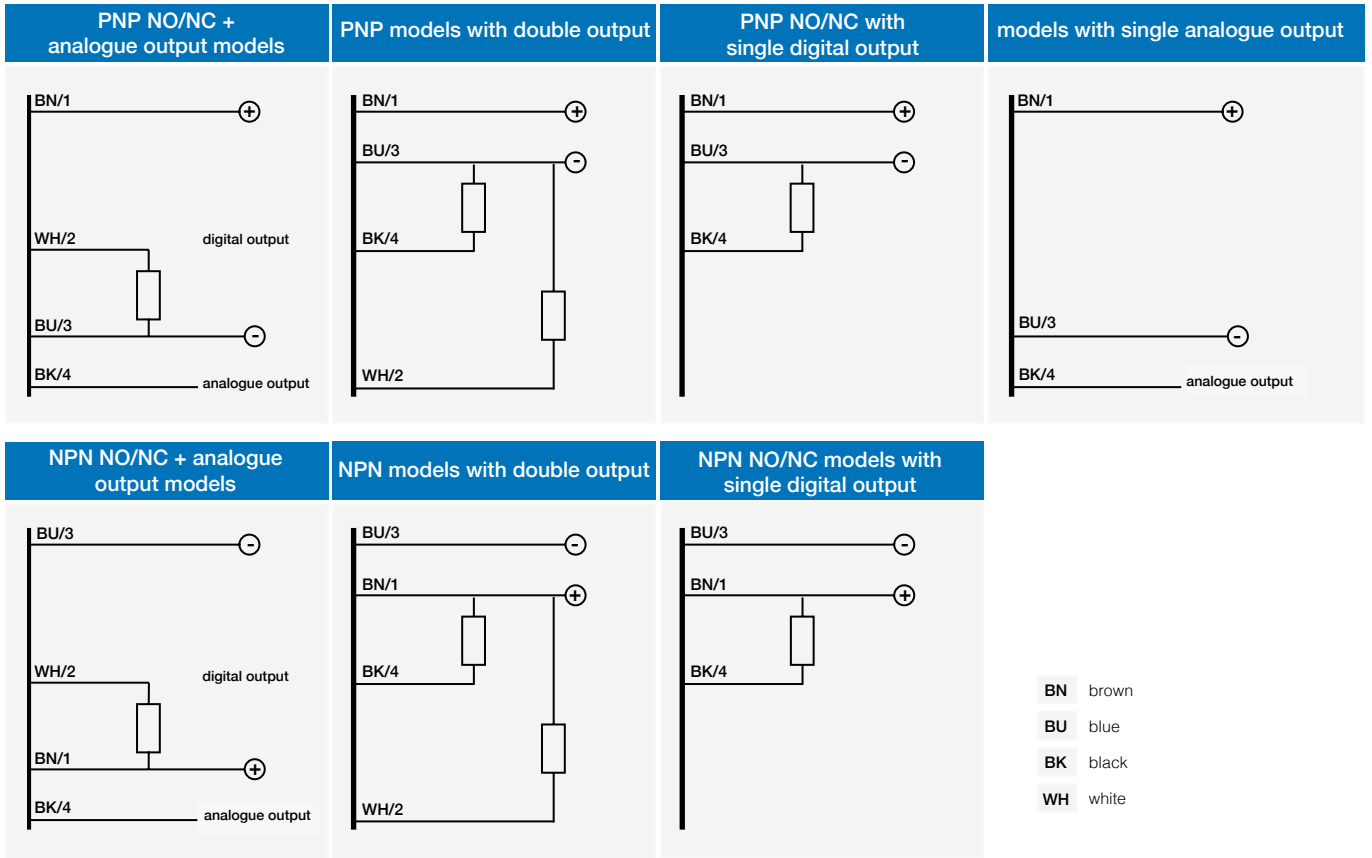 PNP NO/NC +
analogue output models
BN/1
+
WH/2
digital output
BU/3
-
BK/4
analogue output
PNP models with double output
BN/1
+
BU/3
-
BK/4
WH/2
PNP NO/NC with
single digital output
BN/1
+
BU/3
-
BK/4
models with single analogue output
BN/1
+
BU/3
-
BK/4
analogue output
NPN NO/NC + analogue
output models
BU/3
-
WH/2
digital output
BN/1
+
BK/4
analogue output
NPN models with double output
BU/3
-
BN/1
+
BK/4
WH/2
NPN NO/NC models with
single digital output
BU/3
-
BN/1
+
BK/4
BN brown
BU blue
BK black
WH white